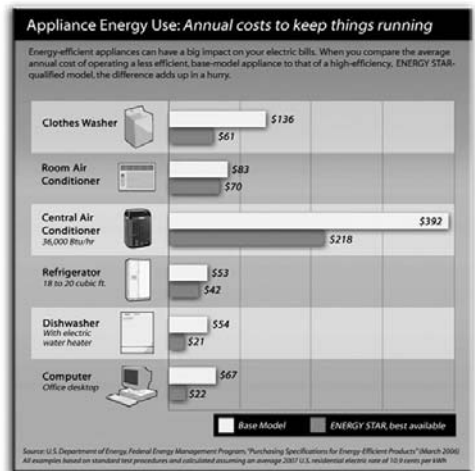 Appliance Energy Use: Annual costs to keep things running
Energy-efficient appliances can have a big impact on your electric bills. When you compare the average
annual cost of operating a less efficient, base-model appliance to that of a high-efficiency, ENERGY STAR-
qualified model, the difference adds up in a hurry.
Clothes Washer
$136
$61
Room Air
Conditioner
$83
$70
Central Air
Conditioner
36,000 Btu/hr
$392
$218
Refrigerator
18 to 20 cubic ft.
$53
$42
Dishwasher
With electric
water heater
$54
$21
Computer
Office desktop
$67
$22
Base Model
ENERGY STAR, best available
Source: U.S. Department of Energy, Federal Energy Management Program, "Purchasing Specifications for Energy-Efficient Products" (March 2006)
All examples based on standard test procedures and calculated assuming an average 2007 U.S. residential electric rate of 10.9 cents per kWh